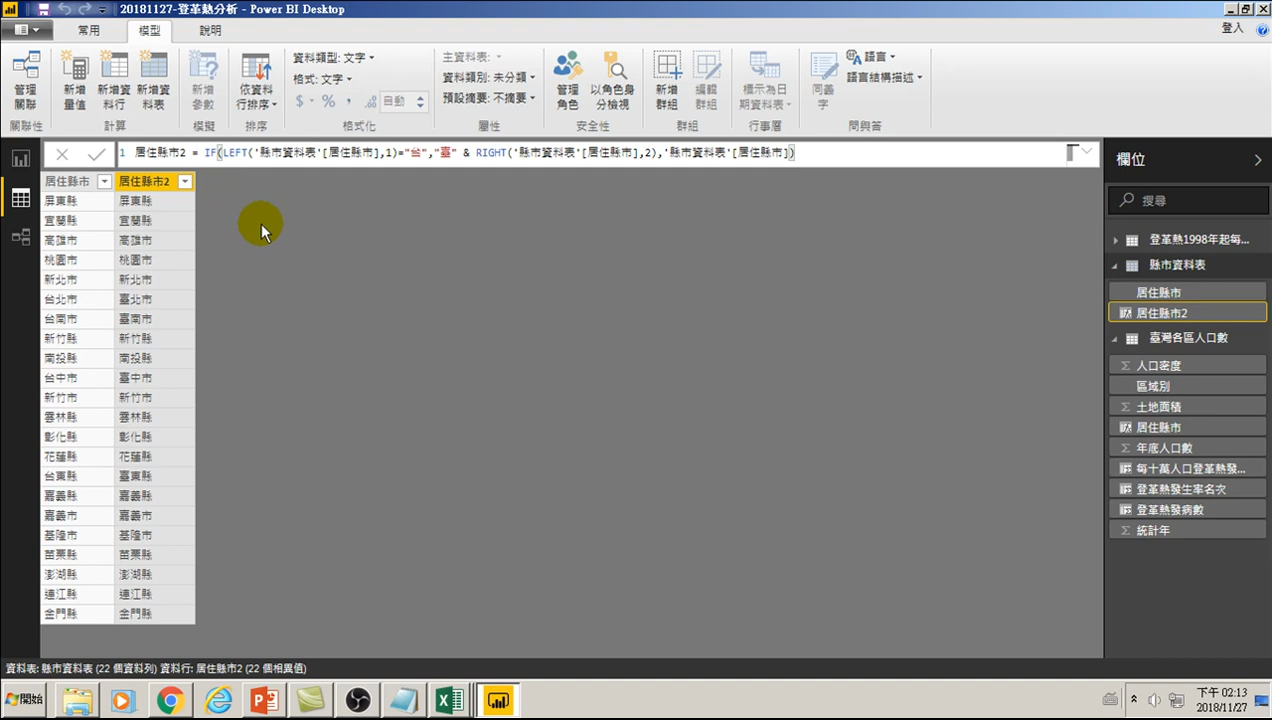 20181127-登革熱分析 - Power BI Desktop
常用
模型
說明
登入
管理
關聯
新增
量值
新增資
料行
新增資
料表
新增
參數
依資料
行排序
資料類型: 文字
格式: 文字
$ % , 自動
主資料表:
資料類別: 未分類
預設摘要: 不摘要
管理
角色
以角色身
分檢視
新增
群組
編輯
群組
標示為日
期資料表
同義
字
語言
語言結構描述
關聯性
計算
模擬
排序
格式化
屬性
安全性
群組
行事曆
問與答
1 居住縣市2 = IF(LEFT('縣市資料表'[居住縣市],1)="台","臺" & RIGHT('縣市資料表'[居住縣市],2),'縣市資料表'[居住縣市])
居住縣市 居住縣市2
屏東縣 屏東縣
宜蘭縣 宜蘭縣
高雄市 高雄市
桃園市 桃園市
新北市 新北市
台北市 臺北市
台南市 臺南市
新竹縣 新竹縣
南投縣 南投縣
台中市 臺中市
新竹市 新竹市
雲林縣 雲林縣
彰化縣 彰化縣
花蓮縣 花蓮縣
台東縣 臺東縣
嘉義縣 嘉義縣
嘉義市 嘉義市
基隆市 基隆市
苗栗縣 苗栗縣
澎湖縣 澎湖縣
連江縣 連江縣
金門縣 金門縣
欄位
搜尋
登革熱1998年起每...
縣市資料表
居住縣市
居住縣市2
臺灣各區人口數
人口密度
區域別
土地面積
居住縣市
年底人口數
每十萬人口登革熱發...
登革熱發生率名次
登革熱發病數
統計年
資料表: 縣市資料表 (22 個資料列) 資料行: 居住縣市2 (22 個相異值)
開始
下午 02:13
2018/11/27